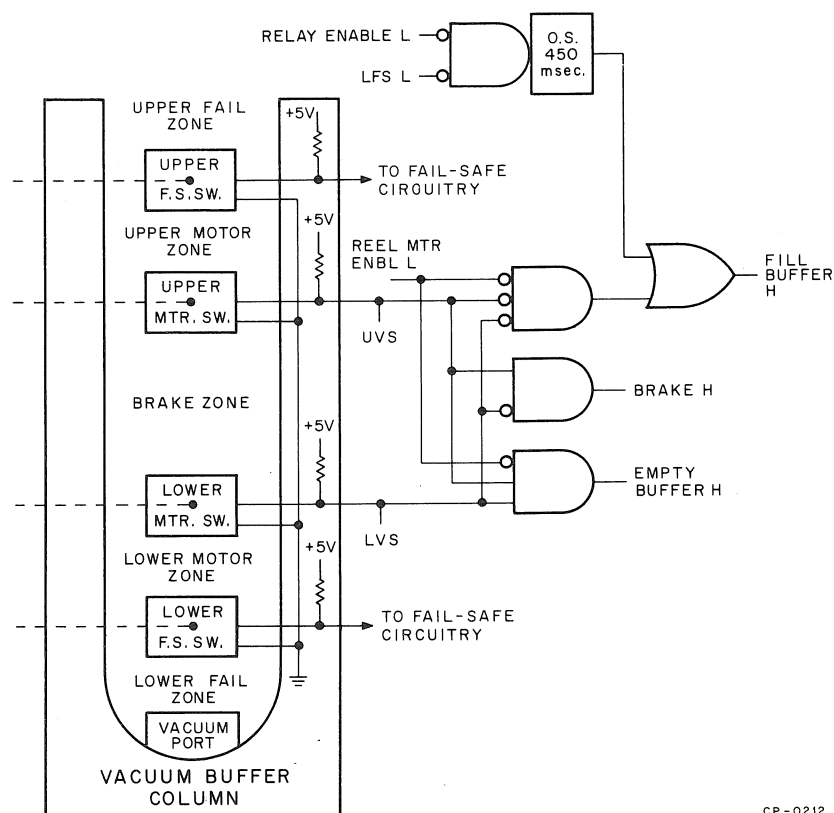 RELAY ENABLE L
LFS L
O.S.
450
msec.
UPPER FAIL
ZONE
+5V
UPPER
F.S.SW.
TO FAIL-SAFE
CIRCUITRY
UPPER MOTOR
ZONE
+5V
REEL MTR
ENBL L
FILL
BUFFER
H
UPPER
MTR. SW.
UVS
BRAKE ZONE
BRAKE H
+5V
LOWER
MTR. SW.
EMPTY
BUFFER H
LVS
LOWER MOTOR
ZONE
+5V
LOWER
F.S.SW.
TO FAIL-SAFE
CIRCUITRY
LOWER FAIL
ZONE
VACUUM
PORT
VACUUM BUFFER
COLUMN
CP-0212